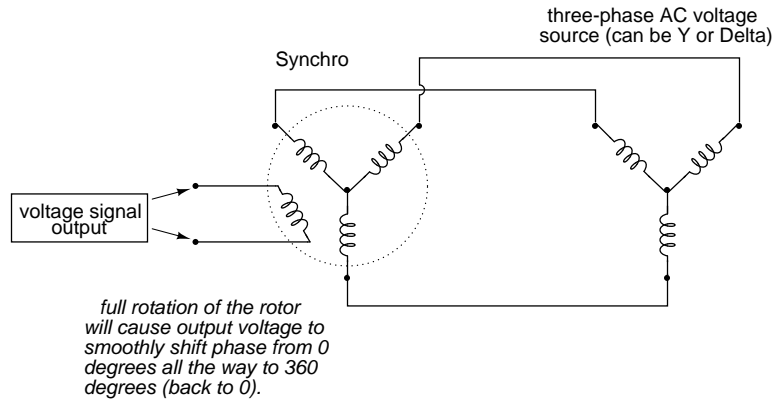 three-phase AC voltage
source (can be Y or Delta)
Synchro
voltage signal
output
full rotation of the rotor
will cause output voltage to
smoothly shift phase from 0
degrees all the way to 360
degrees (back to 0).